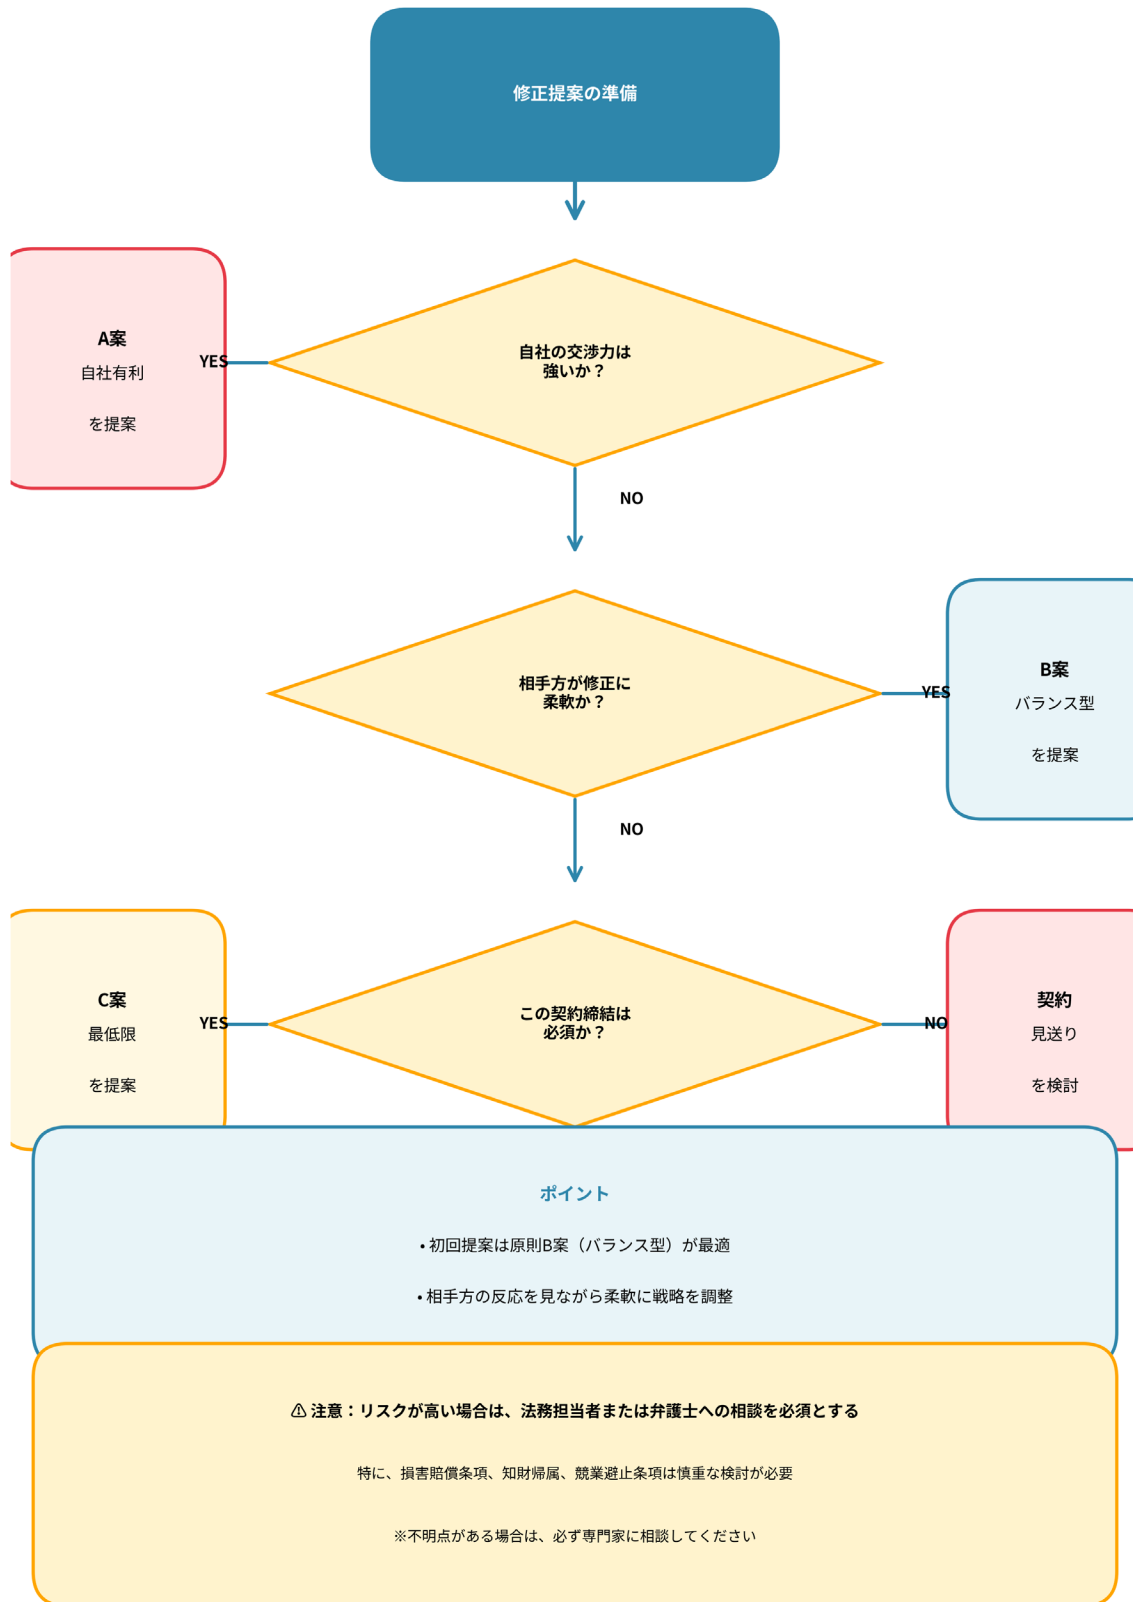 修正提案の準備
自社の交渉力は
強いか？
YES
A案
自社有利
を提案
NO
相手方が修正に
柔軟か？
YES
B案
バランス型
を提案
NO
この契約締結は
必須か？
YES
C案
最低限
を提案
NO
契約
見送り
を検討
ポイント
• 初回提案は原則B案（バランス型）が最適
• 相手方の反応を見ながら柔軟に戦略を調整
⚠ 注意：リスクが高い場合は、法務担当者または弁護士への相談を必須とする
特に、損害賠償条項、知財帰属、競業避止条項は慎重な検討が必要
※不明点がある場合は、必ず専門家に相談してください